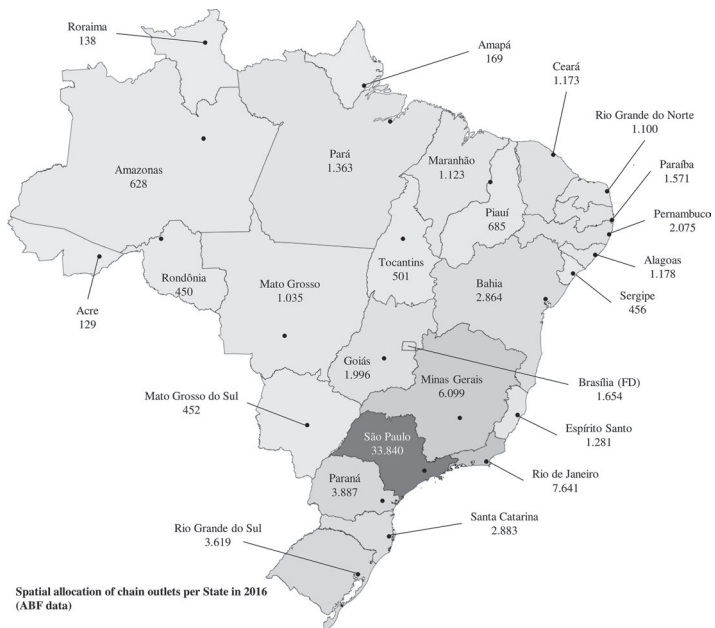 Roraima
138
Amapá
169
Ceará
1.173
Rio Grande do Norte
1.100
Paraíba
1.571
Pernambuco
2.075
Alagoas
1.178
Sergipe
456
Amazonas
628
Pará
1.363
Maranhão
1.123
Piauí
685
Tocantins
501
Rondônia
450
Acre
129
Mato Grosso
1.035
Bahia
2.864
Goiás
1.996
Brasília (FD)
1.654
Minas Gerais
6.099
Mato Grosso do Sul
452
Espírito Santo
1.281
São Paulo
33.840
Rio de Janeiro
7.641
Paraná
3.887
Santa Catarina
2.883
Rio Grande do Sul
3.619
Spatial allocation of chain outlets per State in 2016
(ABF data)